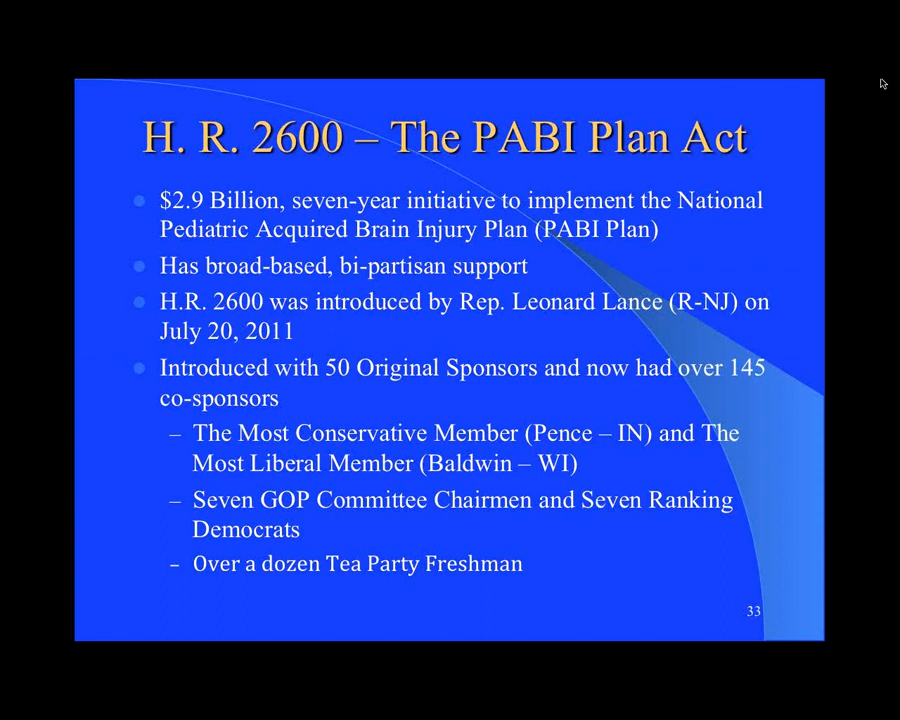 H. R. 2600 – The PABI Plan Act
$2.9 Billion, seven-year initiative to implement the National
Pediatric Acquired Brain Injury Plan (PABI Plan)
Has broad-based, bi-partisan support
H.R. 2600 was introduced by Rep. Leonard Lance (R-NJ) on
July 20, 2011
Introduced with 50 Original Sponsors and now had over 145
co-sponsors
– The Most Conservative Member (Pence – IN) and The
Most Liberal Member (Baldwin – WI)
– Seven GOP Committee Chairmen and Seven Ranking
Democrats
– Over a dozen Tea Party Freshman
33